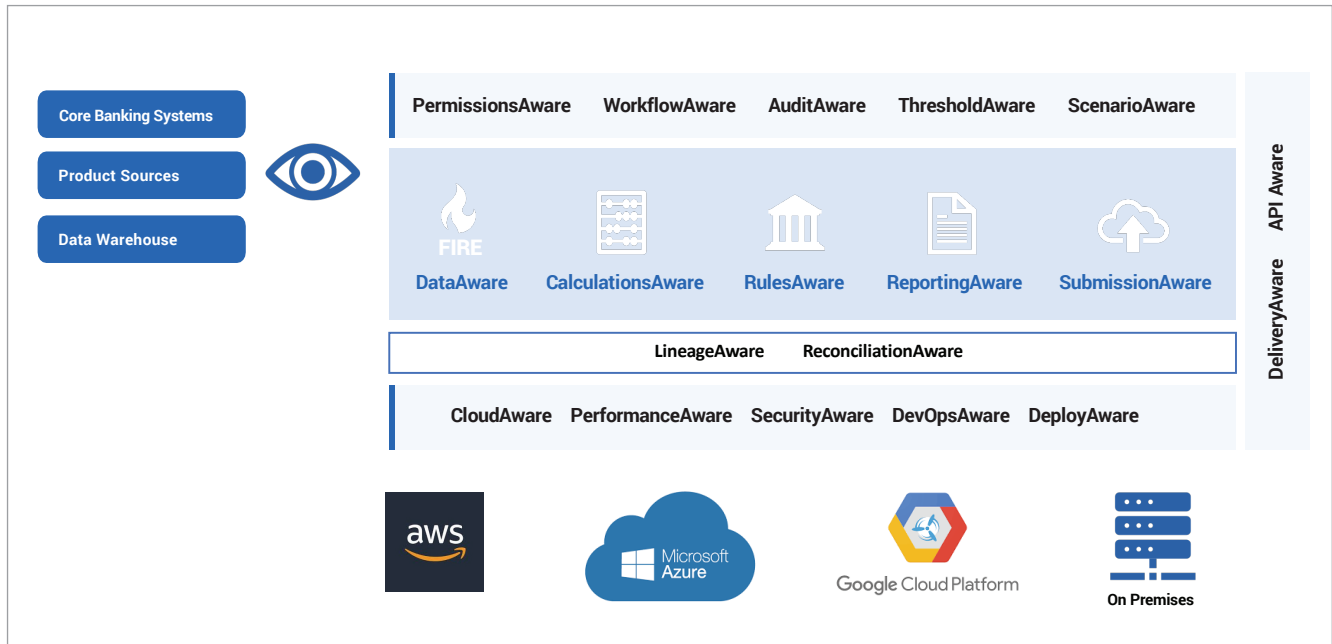 Core Banking Systems
Product Sources
Data Warehouse
PermissionsAware WorkflowAware AuditAware ThresholdAware ScenarioAware
FIRE
DataAware CalculationsAware RulesAware ReportingAware SubmissionAware
LineageAware ReconciliationAware
CloudAware PerformanceAware SecurityAware DevOpsAware DeployAware
DeliveryAware API Aware
aws
Microsoft
Azure
Google Cloud Platform
On Premises